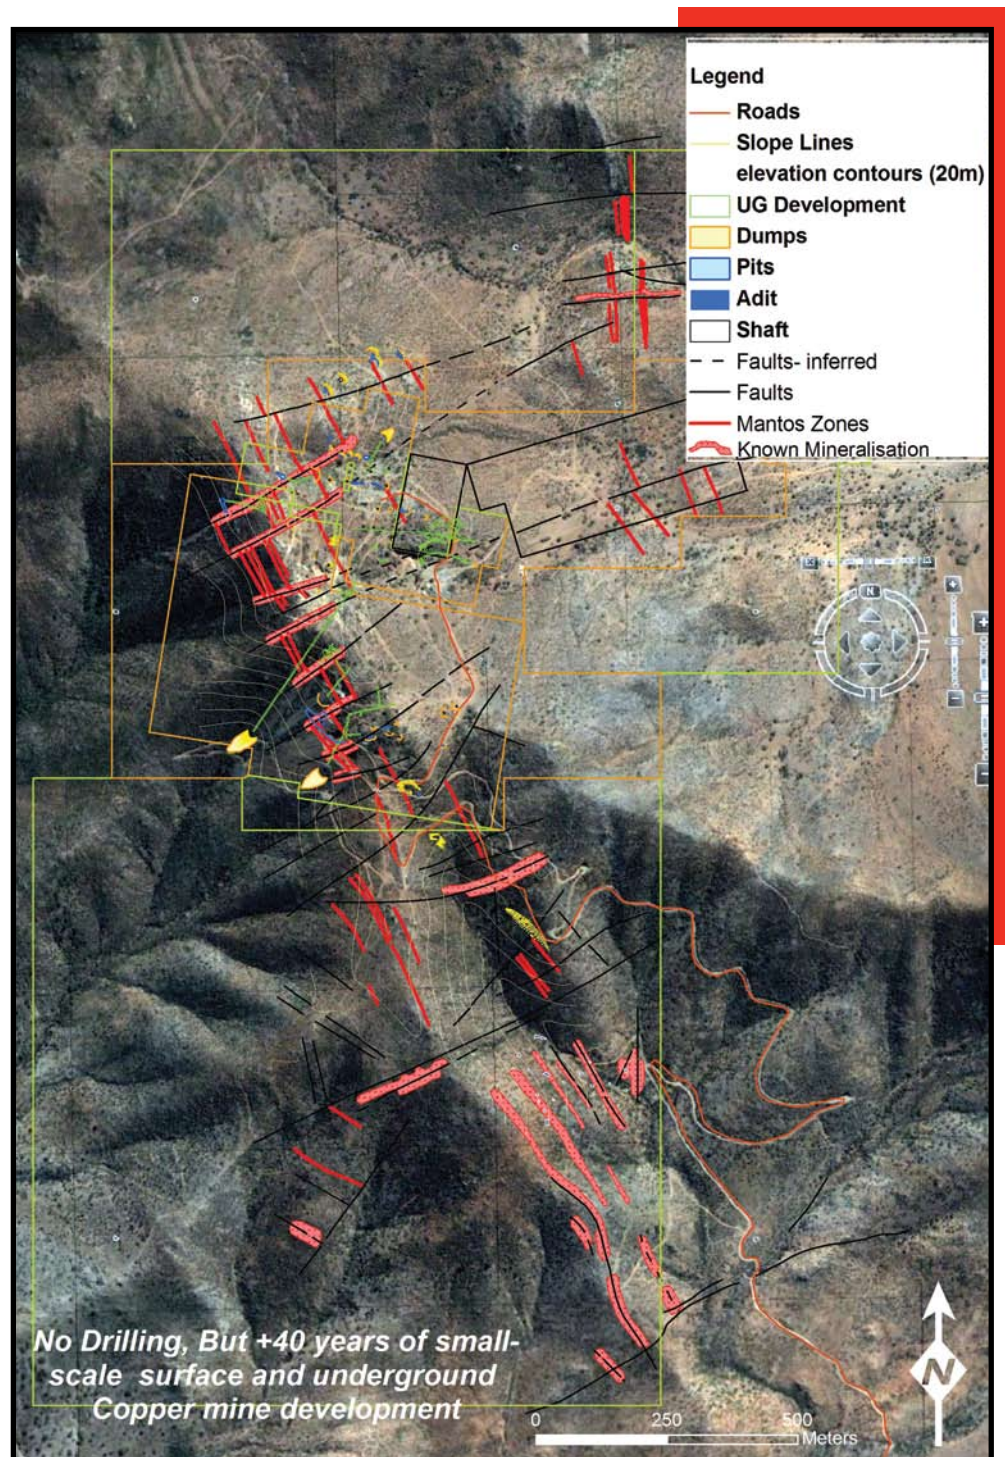 Legend
Roads
Slope Lines
elevation contours (20m)
UG Development
Dumps
Pits
Adit
Shaft
Faults- inferred
Faults
Mantos Zones
Known Mineralisation
N
No Drilling, But +40 years of small-
scale surface and underground
Copper mine development
0 250 500
Meters
N